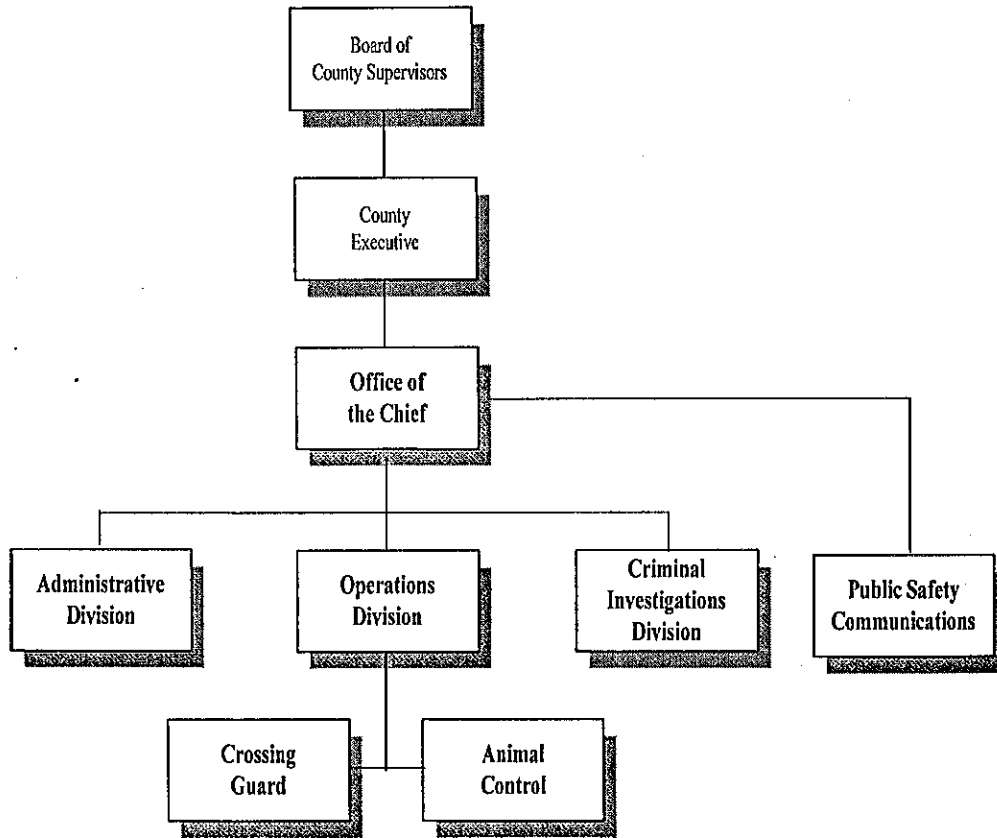 Board of
County Supervisors
County
Executive
Office of
the Chief
Administrative
Division
Operations
Division
Criminal
Investigations
Division
Public Safety
Communications
Crossing
Guard
Animal
Control